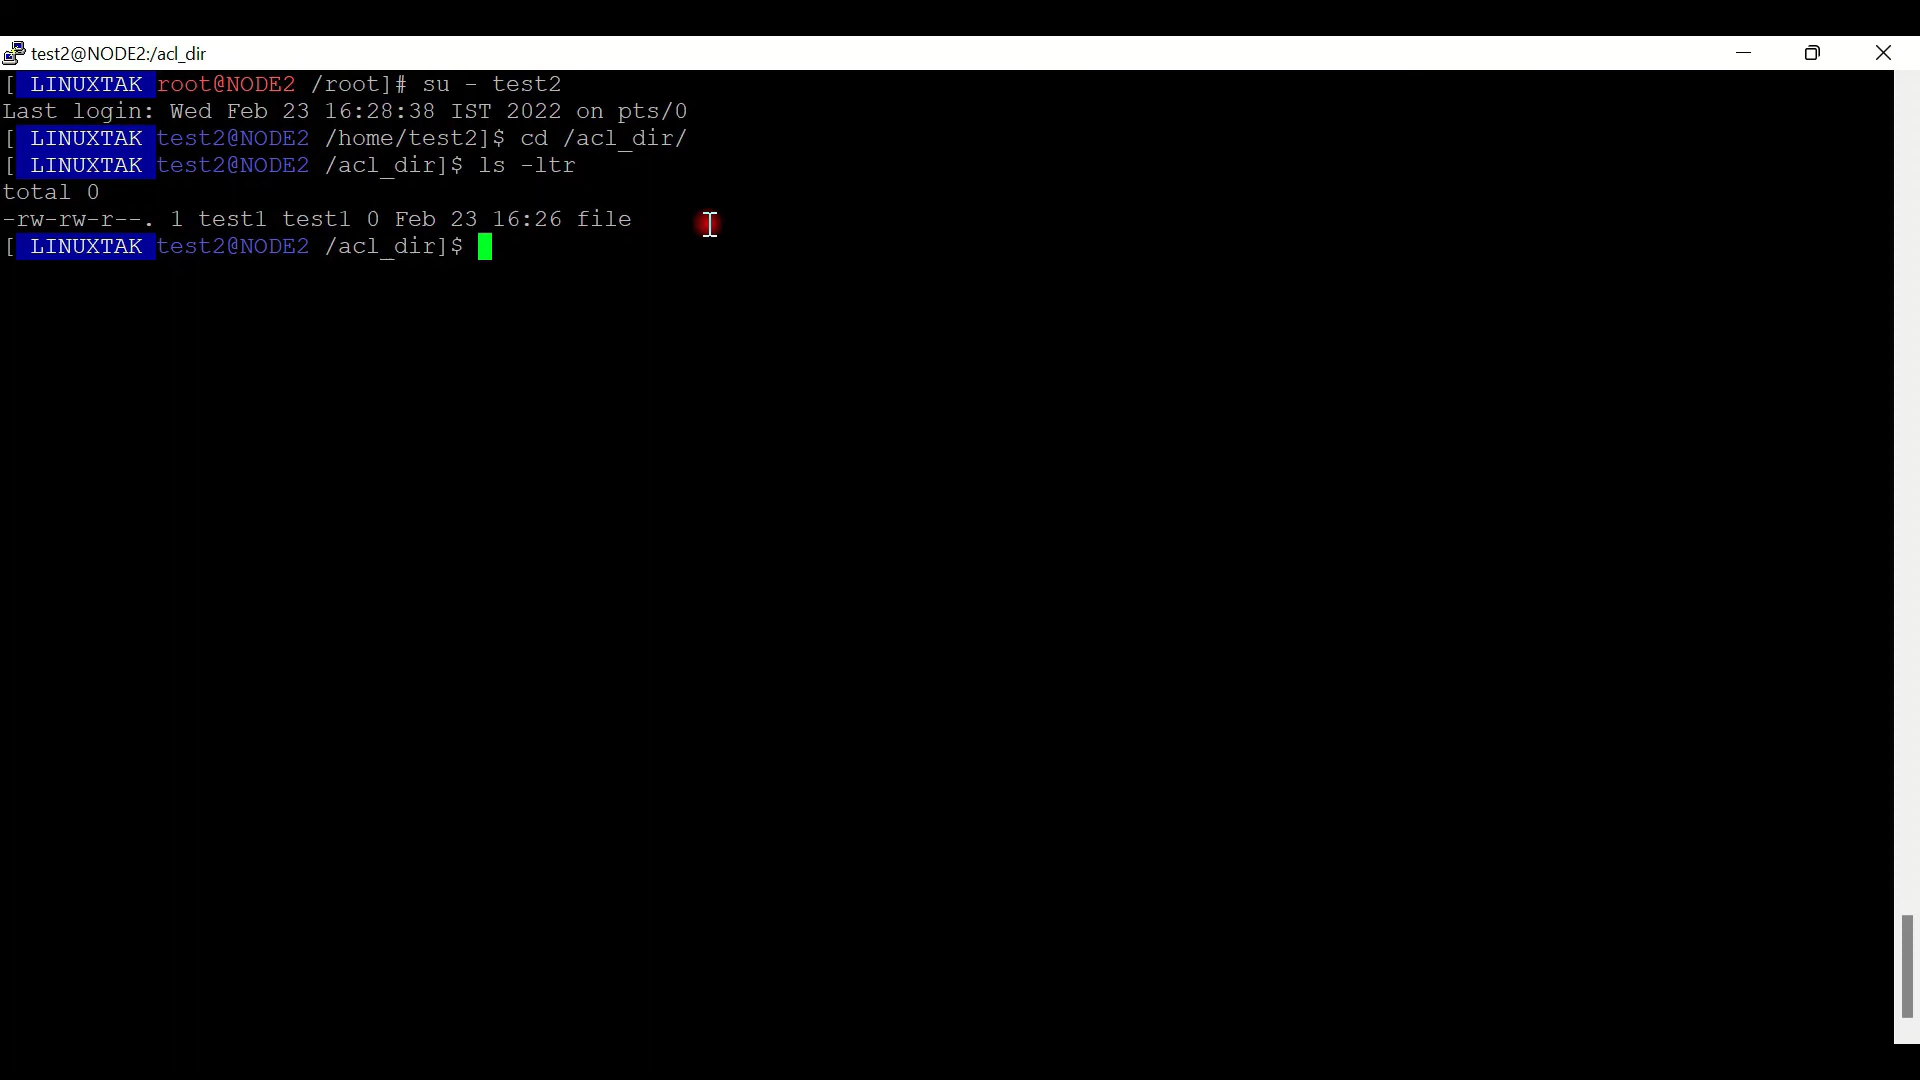 test2@NODE2:/acl_dir
[ LINUXTAK root@NODE2 /root]# su - test2
Last login: Wed Feb 23 16:28:38 IST 2022 on pts/0
[ LINUXTAK test2@NODE2 /home/test2]$ cd /acl_dir/
[ LINUXTAK test2@NODE2 /acl_dir]$ ls -ltr
total 0
-rw-rw-r--. 1 test1 test1 0 Feb 23 16:26 file
[ LINUXTAK test2@NODE2 /acl_dir]$